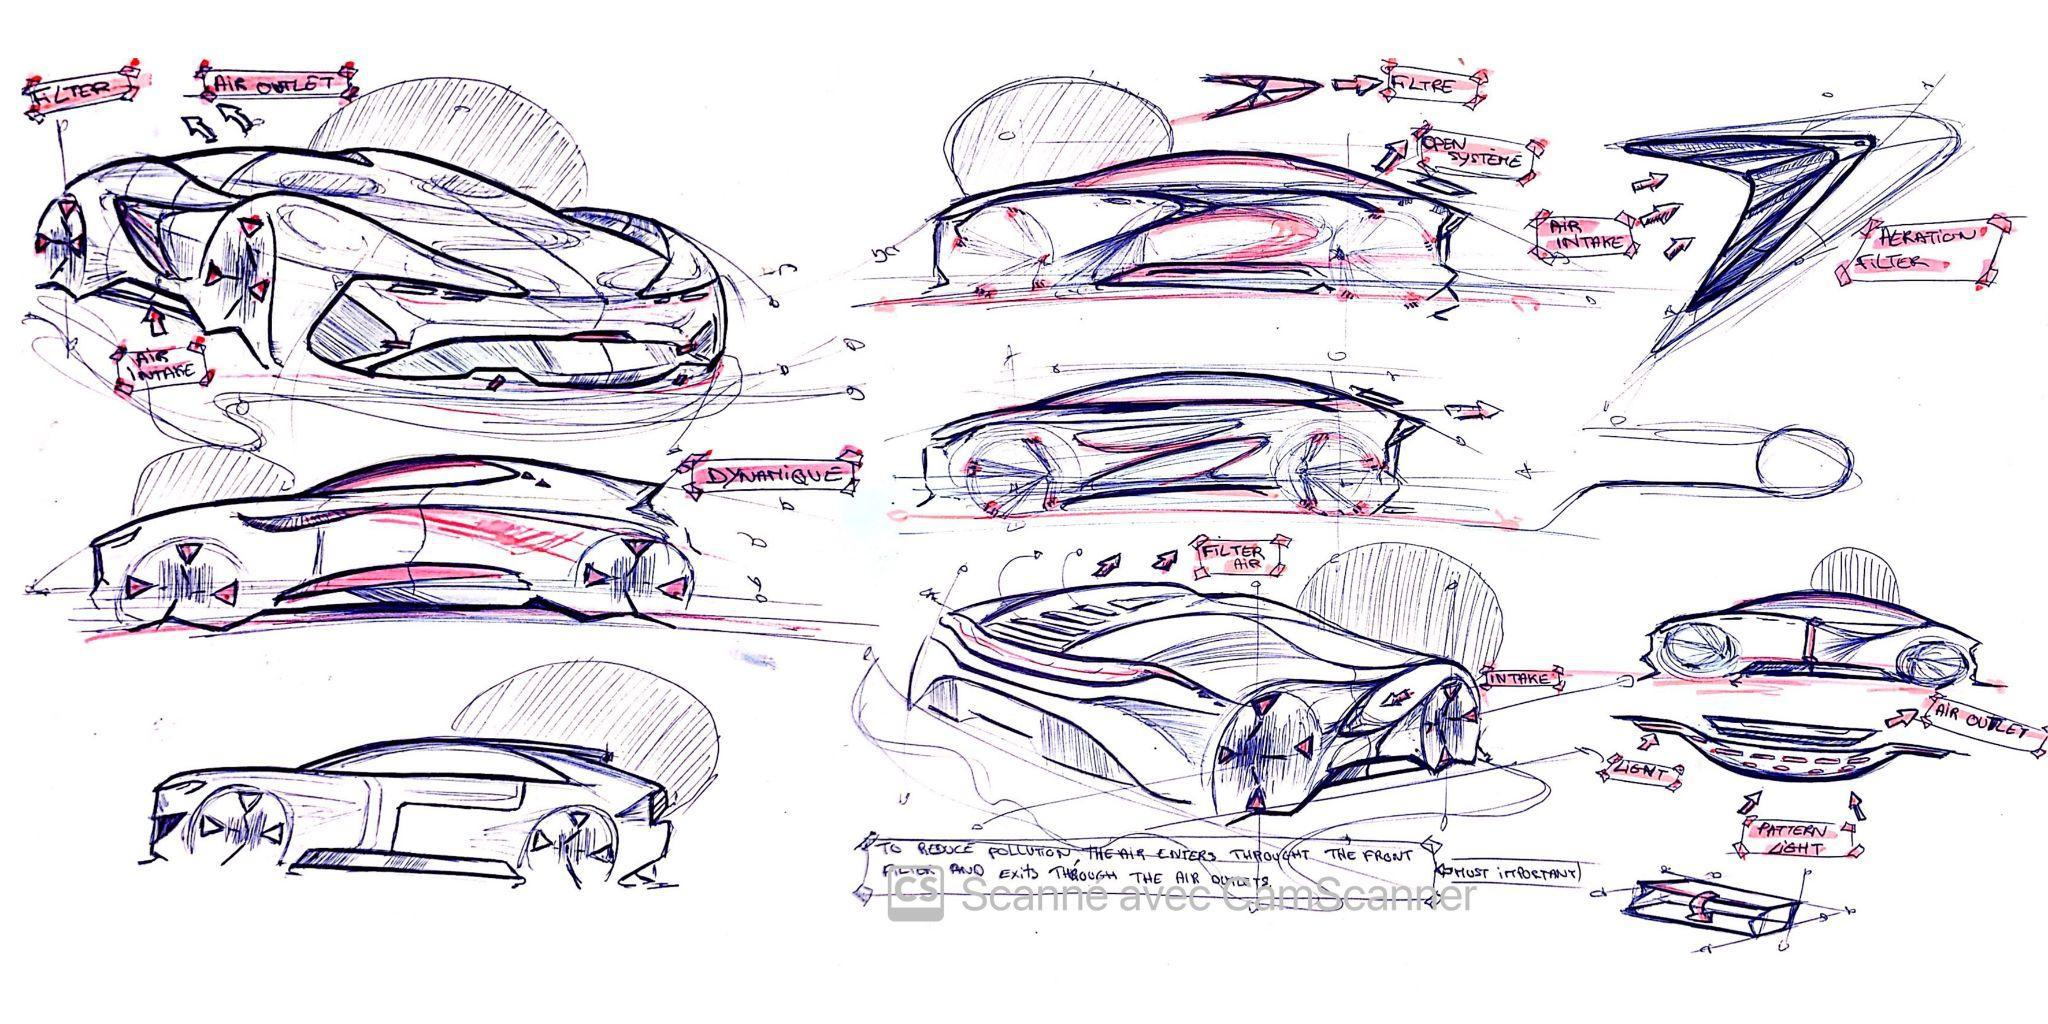 FILTER
AIR OUTLET
AIR
INTAKE
DYNAMIQUE
FILTRE
OPEN
SYSTÈME
AIR
INTAKE
AERATION
FILTER
FILTER
AIR
INTAKE
AIR OUTLET
LIGHT
PATTERN
LIGHT
TO REDUCE POLLUTION, THE AIR ENTERS THROUGHT THE FRONT
FILTER AND EXITS THROUGH THE AIR OUTLETS
(MUST IMPORTANT)
CS Scanné avec CamScanner